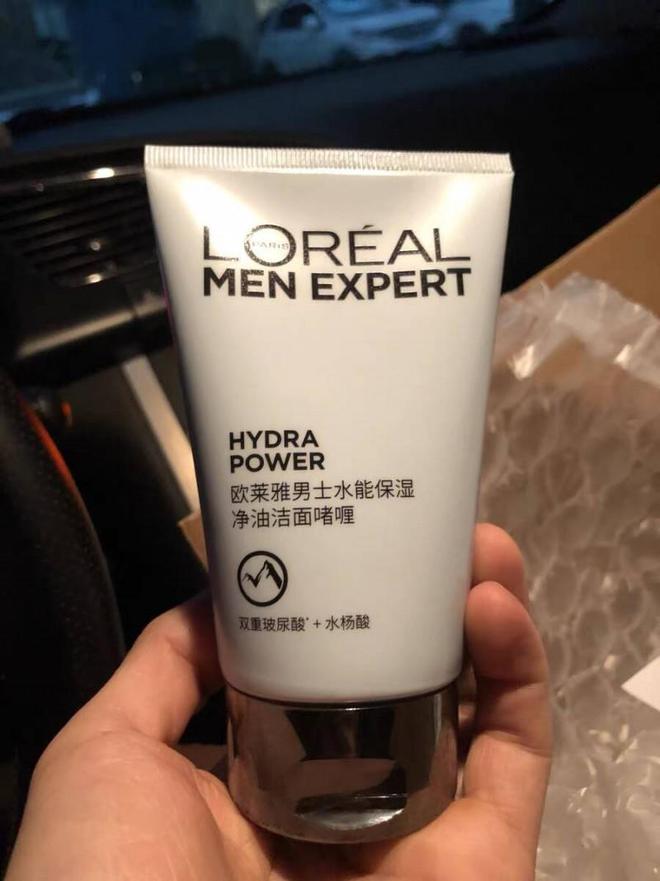 L'ORÉAL
PARIS
MEN EXPERT
HYDRA
POWER
欧莱雅男士水能保湿
净油洁面啫喱
双重玻尿酸* + 水杨酸